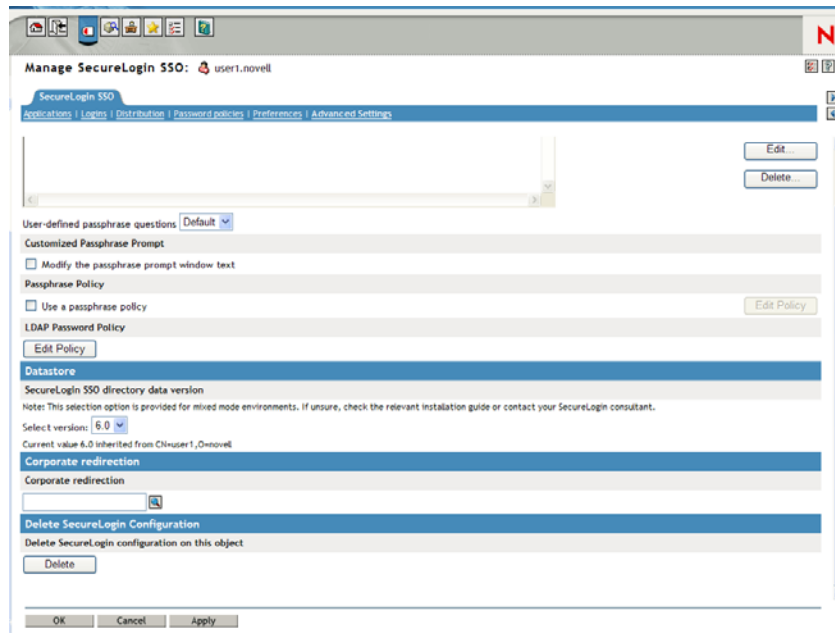 N
Manage SecureLogin SSO: user1.novell
SecureLogin SSO
Applications | Logins | Distribution | Password policies | Preferences | Advanced Settings
Edit...
Delete...
User-defined passphrase questions Default
Customized Passphrase Prompt
Modify the passphrase prompt window text
Passphrase Policy
Use a passphrase policy Edit Policy
LDAP Password Policy
Edit Policy
Datastore
SecureLogin SSO directory data version
Note: This selection option is provided for mixed mode environments. If unsure, check the relevant installation guide or contact your SecureLogin consultant.
Select version: 6.0
Current value 6.0 inherited from CN=user1,O=novell
Corporate redirection
Corporate redirection
Delete SecureLogin Configuration
Delete SecureLogin configuration on this object
Delete
OK Cancel Apply